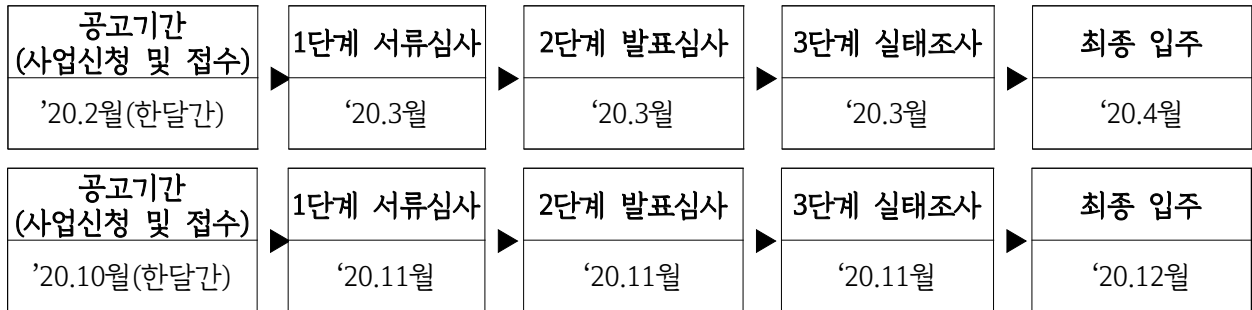 공고기간
(사업신청 및 접수)
’20.2월(한달간)
▶
1단계 서류심사
‘20.3월
▶
2단계 발표심사
‘20.3월
▶
3단계 실태조사
‘20.3월
▶
최종 입주
‘20.4월
공고기간
(사업신청 및 접수)
’20.10월(한달간)
▶
1단계 서류심사
‘20.11월
▶
2단계 발표심사
‘20.11월
▶
3단계 실태조사
‘20.11월
▶
최종 입주
‘20.12월